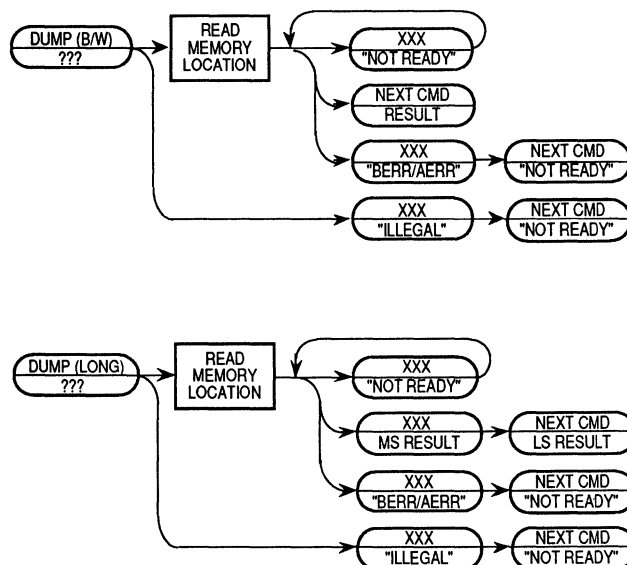 DUMP (B/W)
???
READ
MEMORY
LOCATION
XXX
"NOT READY"
NEXT CMD
RESULT
XXX
"BERR/AERR"
NEXT CMD
"NOT READY"
XXX
"ILLEGAL"
NEXT CMD
"NOT READY"
DUMP (LONG)
???
READ
MEMORY
LOCATION
XXX
"NOT READY"
XXX
MS RESULT
NEXT CMD
LS RESULT
XXX
"BERR/AERR"
NEXT CMD
"NOT READY"
XXX
"ILLEGAL"
NEXT CMD
"NOT READY"